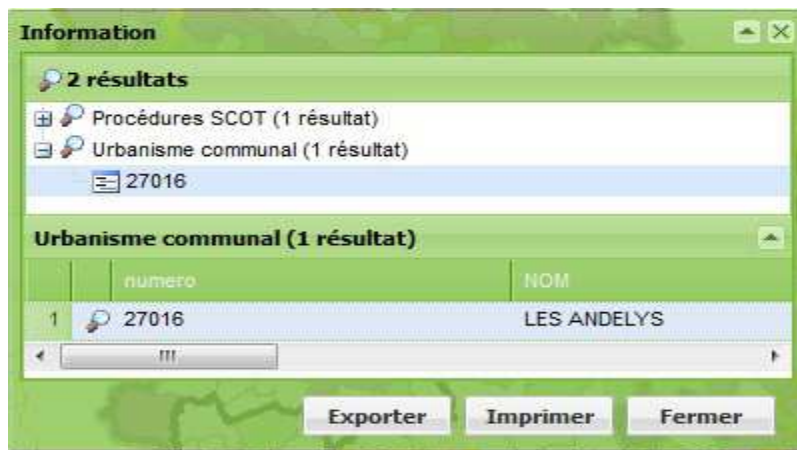 Information
2 résultats
Procédures SCOT (1 résultat)
Urbanisme communal (1 résultat)
27016
Urbanisme communal (1 résultat)
numero NOM
1 27016 LES ANDELYS
Exporter Imprimer Fermer